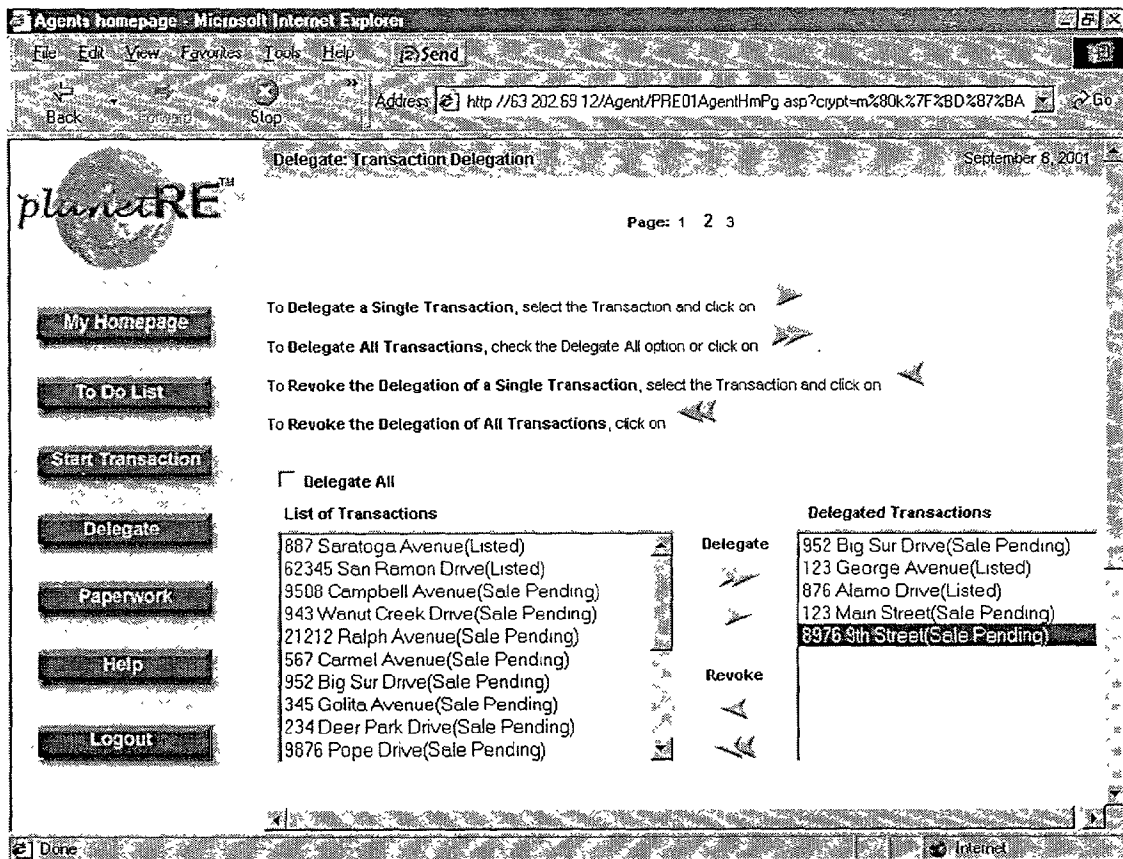 Agents homepage - Microsoft Internet Explorer
File Edit View Favorites Tools Help Send
Back Forward Stop » Address http //63 202.69 12/Agent/PRE01AgentHmPg asp?crypt=m%80k%7F%BD%87%BA Go
planetRE™
Delegate: Transaction Delegation September 8, 2001
Page: 1 2 3
To Delegate a Single Transaction, select the Transaction and click on
To Delegate All Transactions, check the Delegate All option or click on .
To Revoke the Delegation of a Single Transaction, select the Transaction and click on
To Revoke the Delegation of All Transactions, click on
My Homepage
To Do List
Start Transaction
Delegate
Paperwork
Help
Logout
Delegate All
List of Transactions
887 Saratoga Avenue(Listed)
62345 San Ramon Drive(Listed)
9508 Campbell Avenue(Sale Pending)
943 Wanut Creek Drive(Sale Pending)
21212 Ralph Avenue(Sale Pending)
567 Carmel Avenue(Sale Pending)
952 Big Sur Drive(Sale Pending)
345 Golita Avenue(Sale Pending)
234 Deer Park Drive(Sale Pending)
9876 Pope Drive(Sale Pending)
Delegate
Revoke
Delegated Transactions
952 Big Sur Drive(Sale Pending)
123 George Avenue(Listed)
876 Alamo Drive(Listed)
123 Main Street(Sale Pending)
8976 9th Street(Sale Pending)
Done Internet